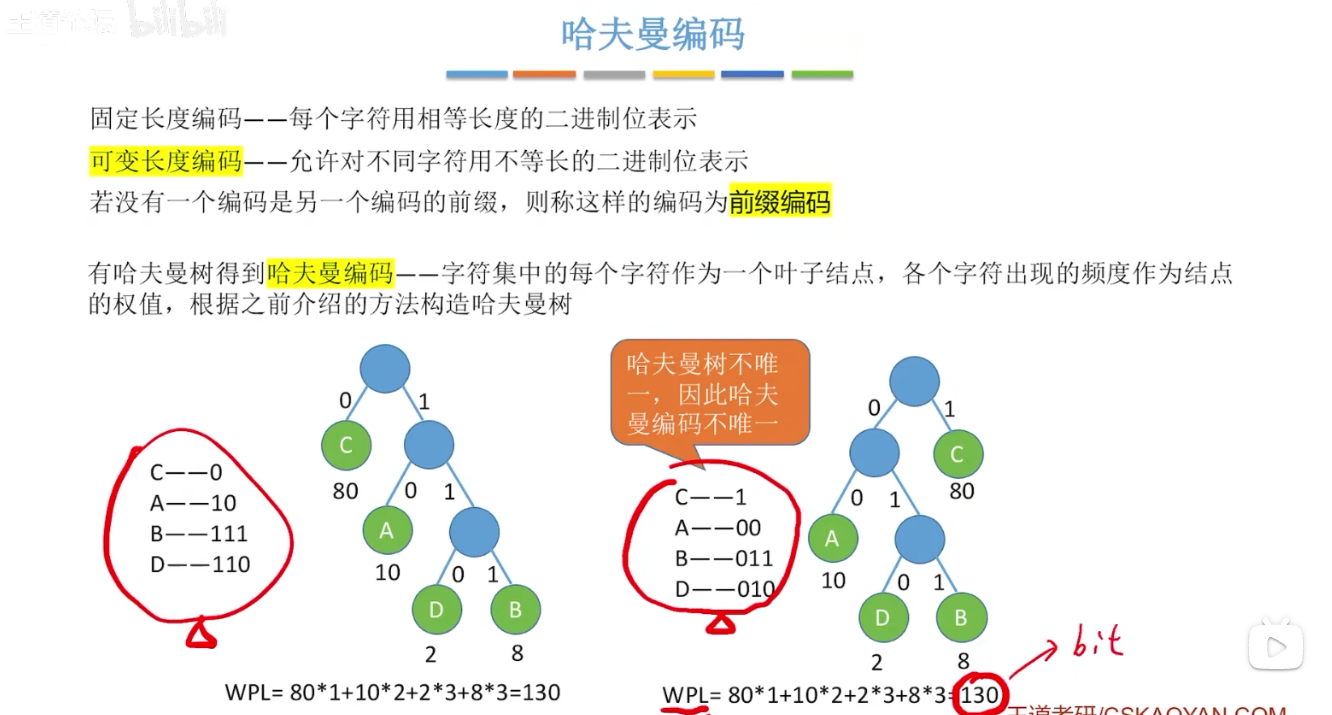 bilibili
哈夫曼编码
固定长度编码——每个字符用相等长度的二进制位表示
可变长度编码——允许对不同字符用不等长的二进制位表示
若没有一个编码是另一个编码的前缀，则称这样的编码为前缀编码
有哈夫曼树得到哈夫曼编码——字符集中的每个字符作为一个叶子结点，各个字符出现的频度作为结点
的权值，根据之前介绍的方法构造哈夫曼树
C——0
A——10
B——111
D——110
0 1
C
80 0 1
A
10 0 1
D B
2 8
WPL= 80*1+10*2+2*3+8*3=130
哈夫曼树不唯
一，因此哈夫
曼编码不唯一
C——1
A——00
B——011
D——010
0 1
C
0 1 80
A
10 0 1
D B
2 8
WPL= 80*1+10*2+2*3+8*3=130
bit
王道考研/CSKAOYAN.COM